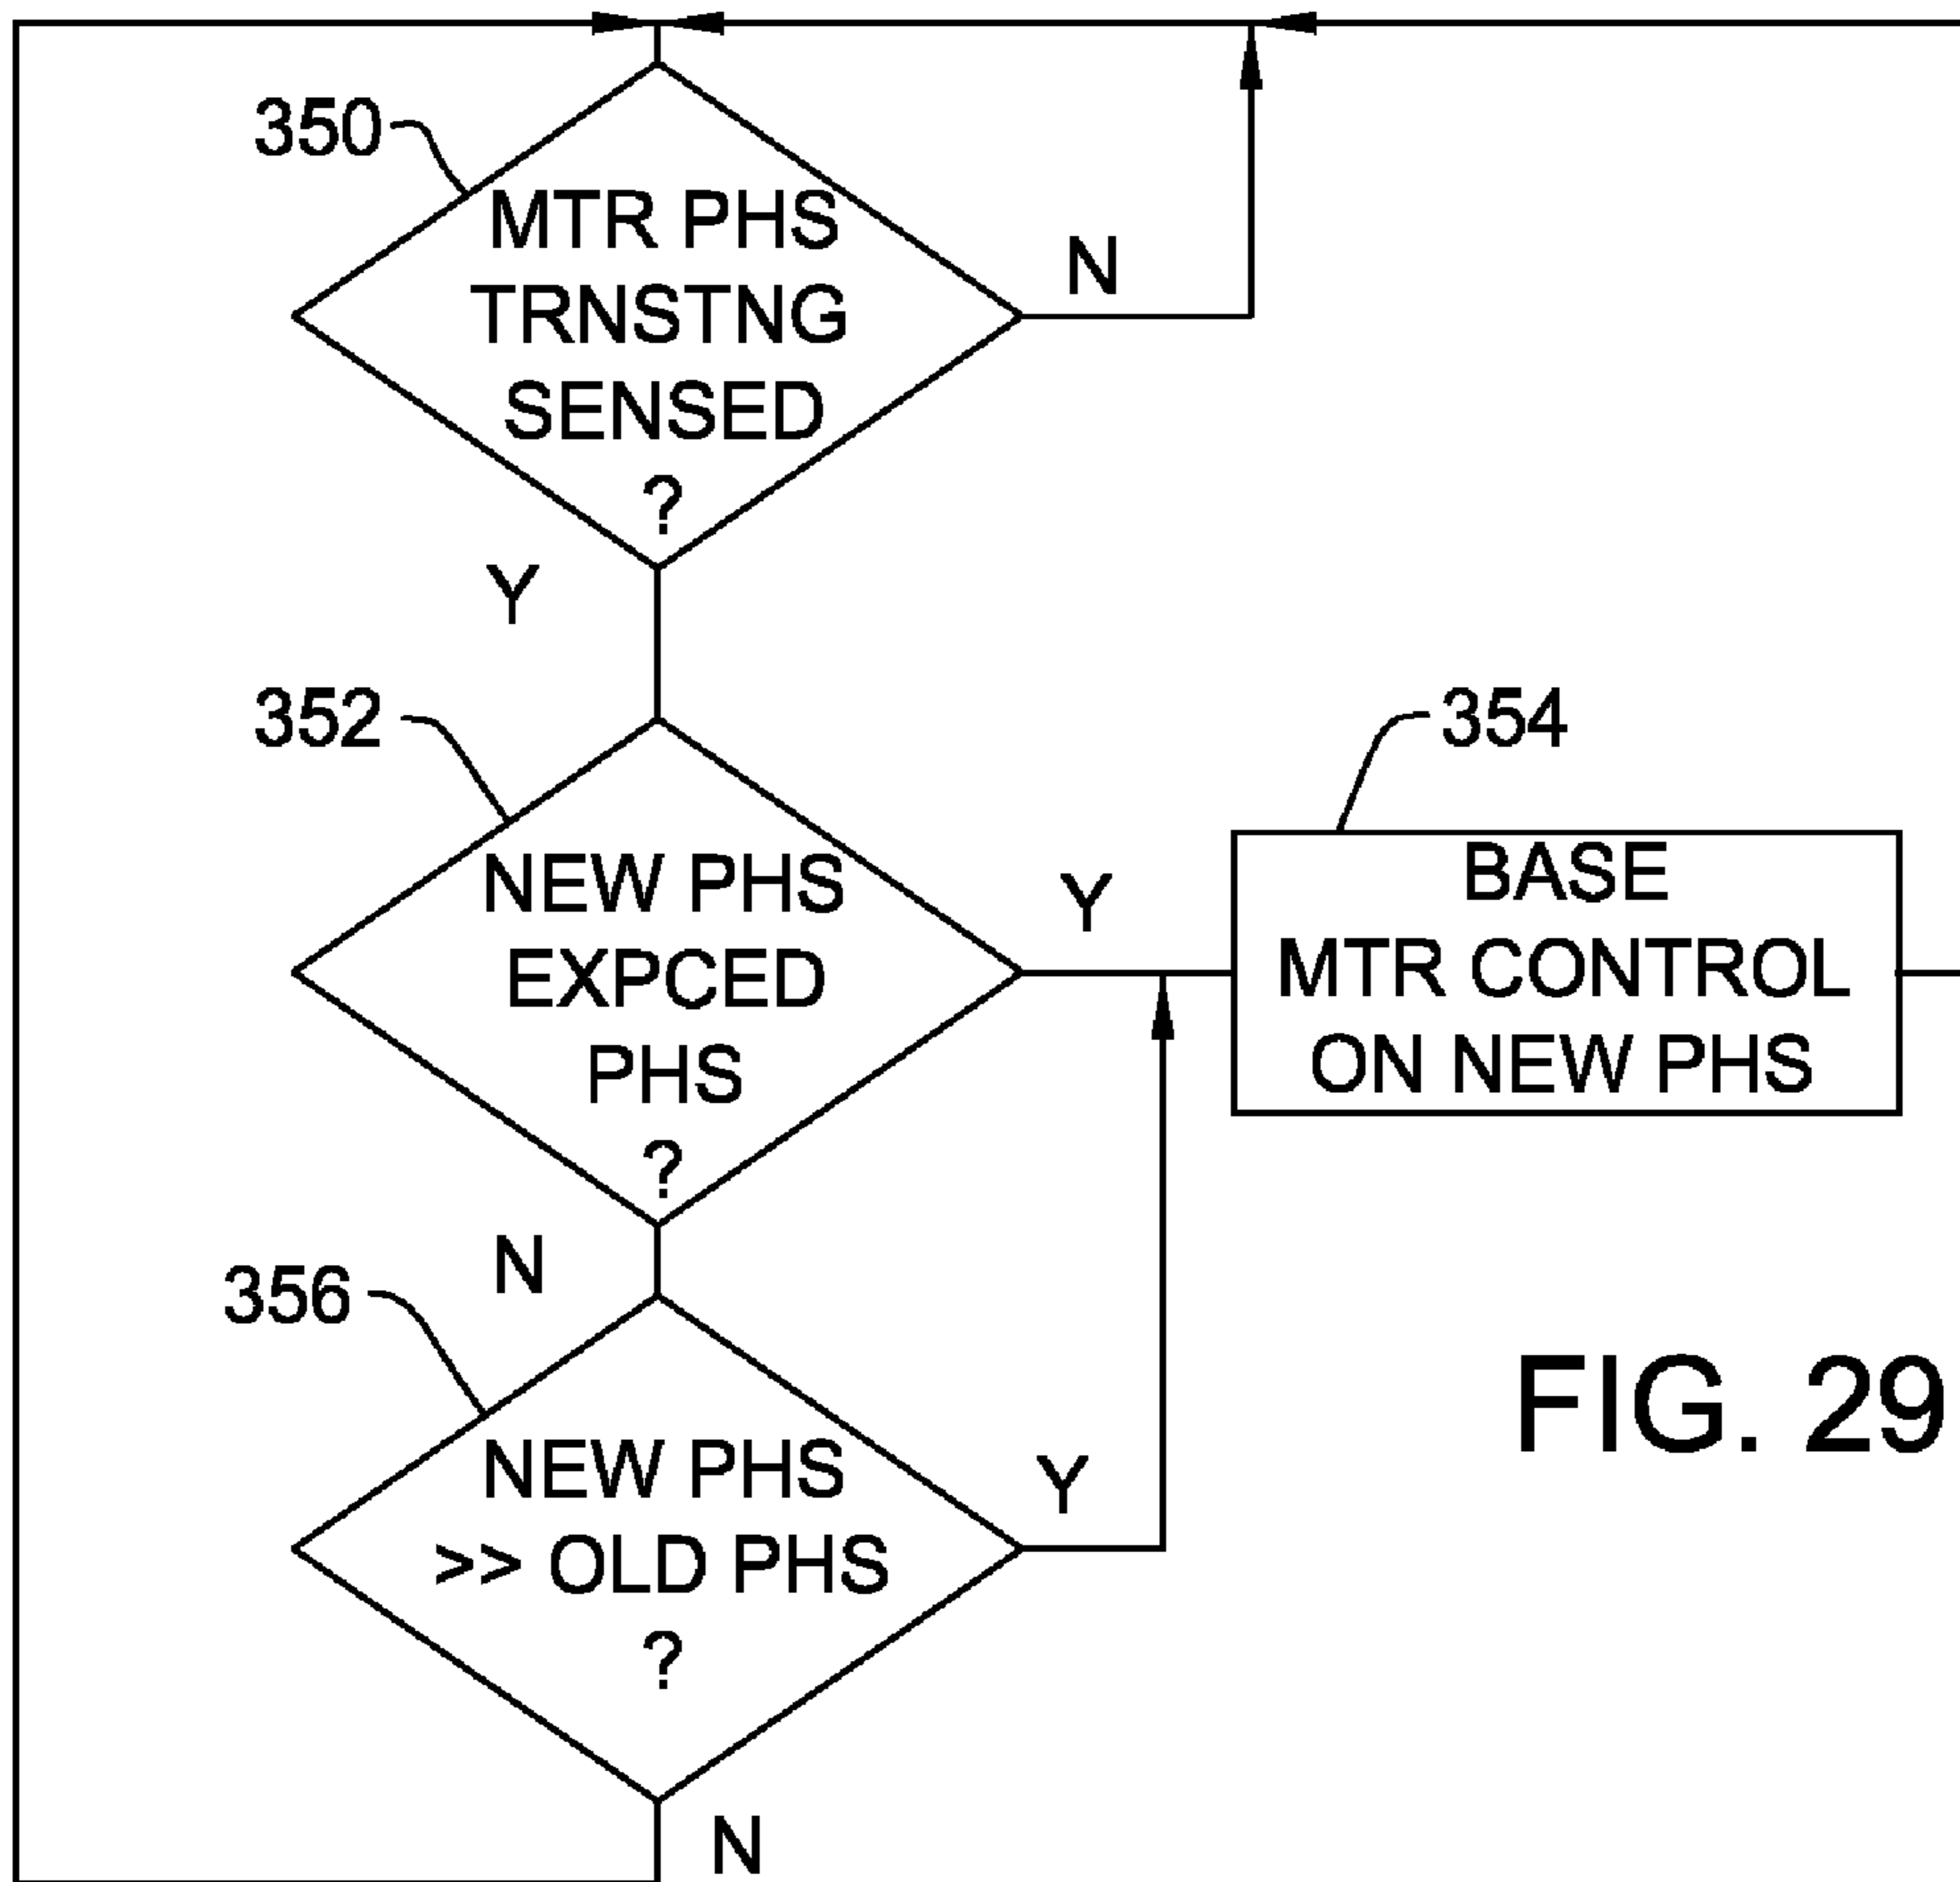 350
MTR PHS
TRNSTNG
SENSED
?
N
Y
352
NEW PHS
EXPCED
PHS
?
Y
354
BASE
MTR CONTROL
ON NEW PHS
N
356
NEW PHS
>> OLD PHS
?
Y
N
FIG. 29